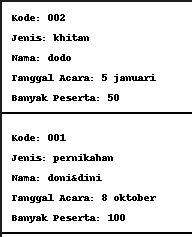 Kode: 002
Jenis: khitan
Nama: dodo
Tanggal Acara: 5 januari
Banyak Peserta: 50
Kode: 001
Jenis: pernikahan
Nama: doni&dini
Tanggal Acara: 8 oktober
Banyak Peserta: 100